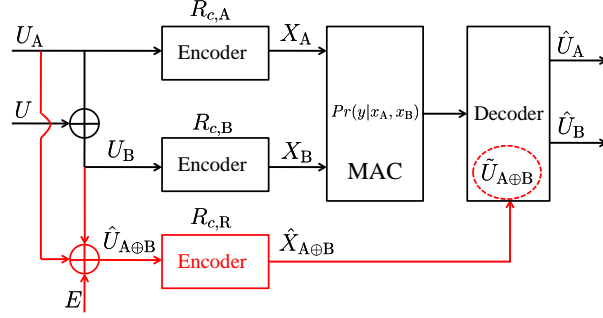 R_{c,A}
U_A
Encoder
X_A
Û_A
U
R_{c,B}
Pr(y|x_A, x_B)
Decoder
U_B
Encoder
X_B
MAC
Û_B
Ũ_{A⊕B}
R_{c,R}
Û_{A⊕B}
Encoder
X̂_{A⊕B}
E